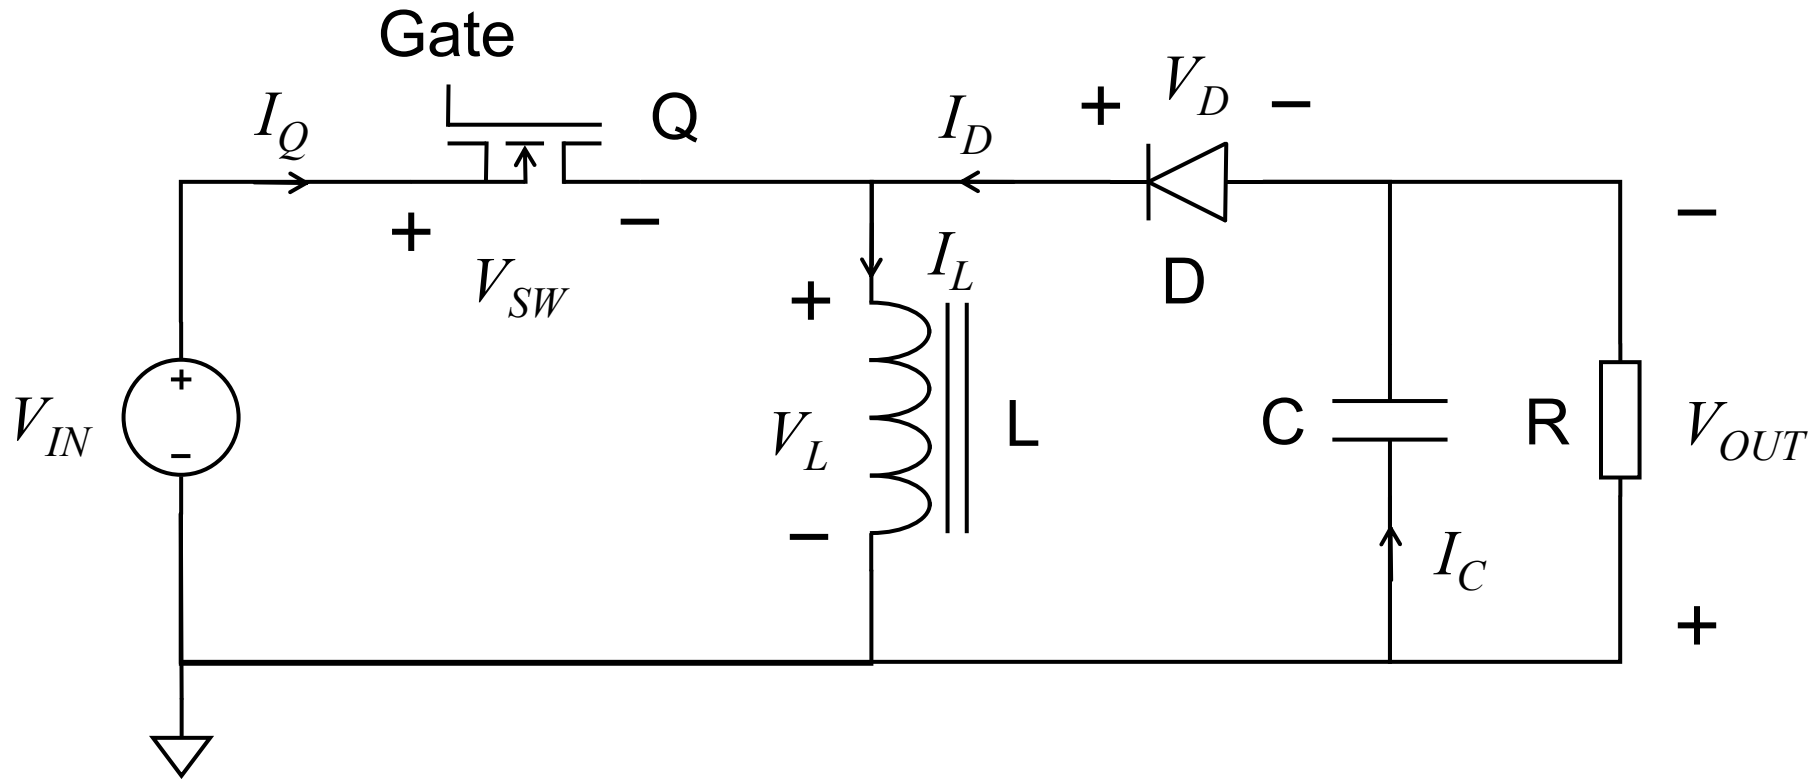 Gate
I_Q
Q
I_D
+ V_D −
+ V_SW −
I_L
D
−
+
+
−
V_IN
V_L
L
C
R
V_OUT
−
I_C
+